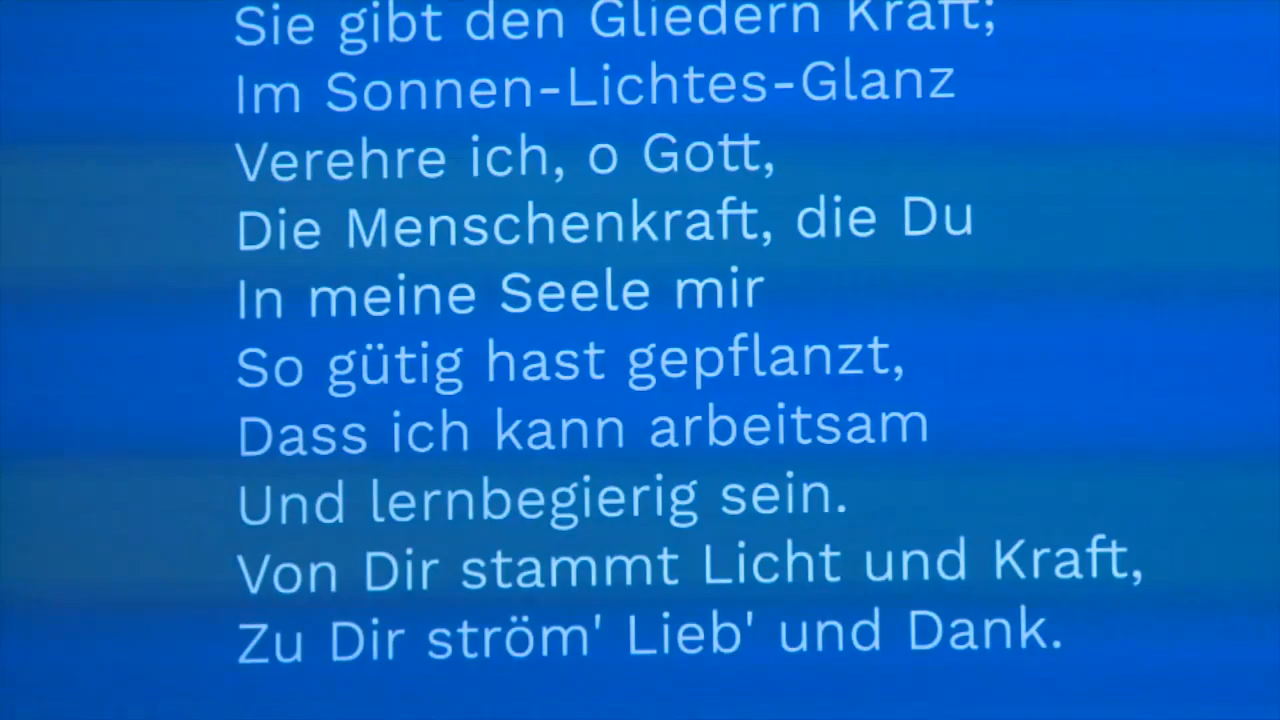 Sie gibt den Gliedern Kraft;
Im Sonnen-Lichtes-Glanz
Verehre ich, o Gott,
Die Menschenkraft, die Du
In meine Seele mir
So gütig hast gepflanzt,
Dass ich kann arbeitsam
Und lernbegierig sein.
Von Dir stammt Licht und Kraft,
Zu Dir ström' Lieb' und Dank.